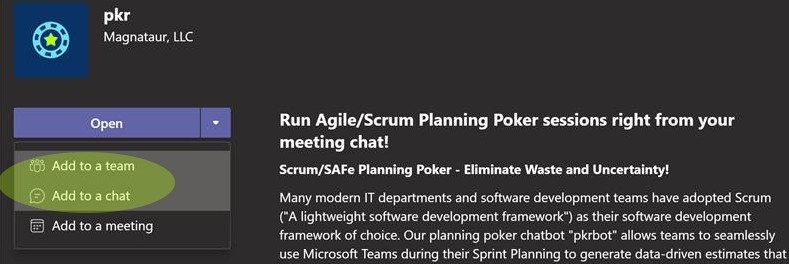 pkr
Magnataur, LLC
Open
Add to a team
Add to a chat
Add to a meeting
Run Agile/Scrum Planning Poker sessions right from your
meeting chat!
Scrum/SAFe Planning Poker - Eliminate Waste and Uncertainty!
Many modern IT departments and software development teams have adopted Scrum
("A lightweight software development framework") as their software development
framework of choice. Our planning poker chatbot "pkrbot" allows teams to seamlessly
use Microsoft Teams during their Sprint Planning to generate data-driven estimates that